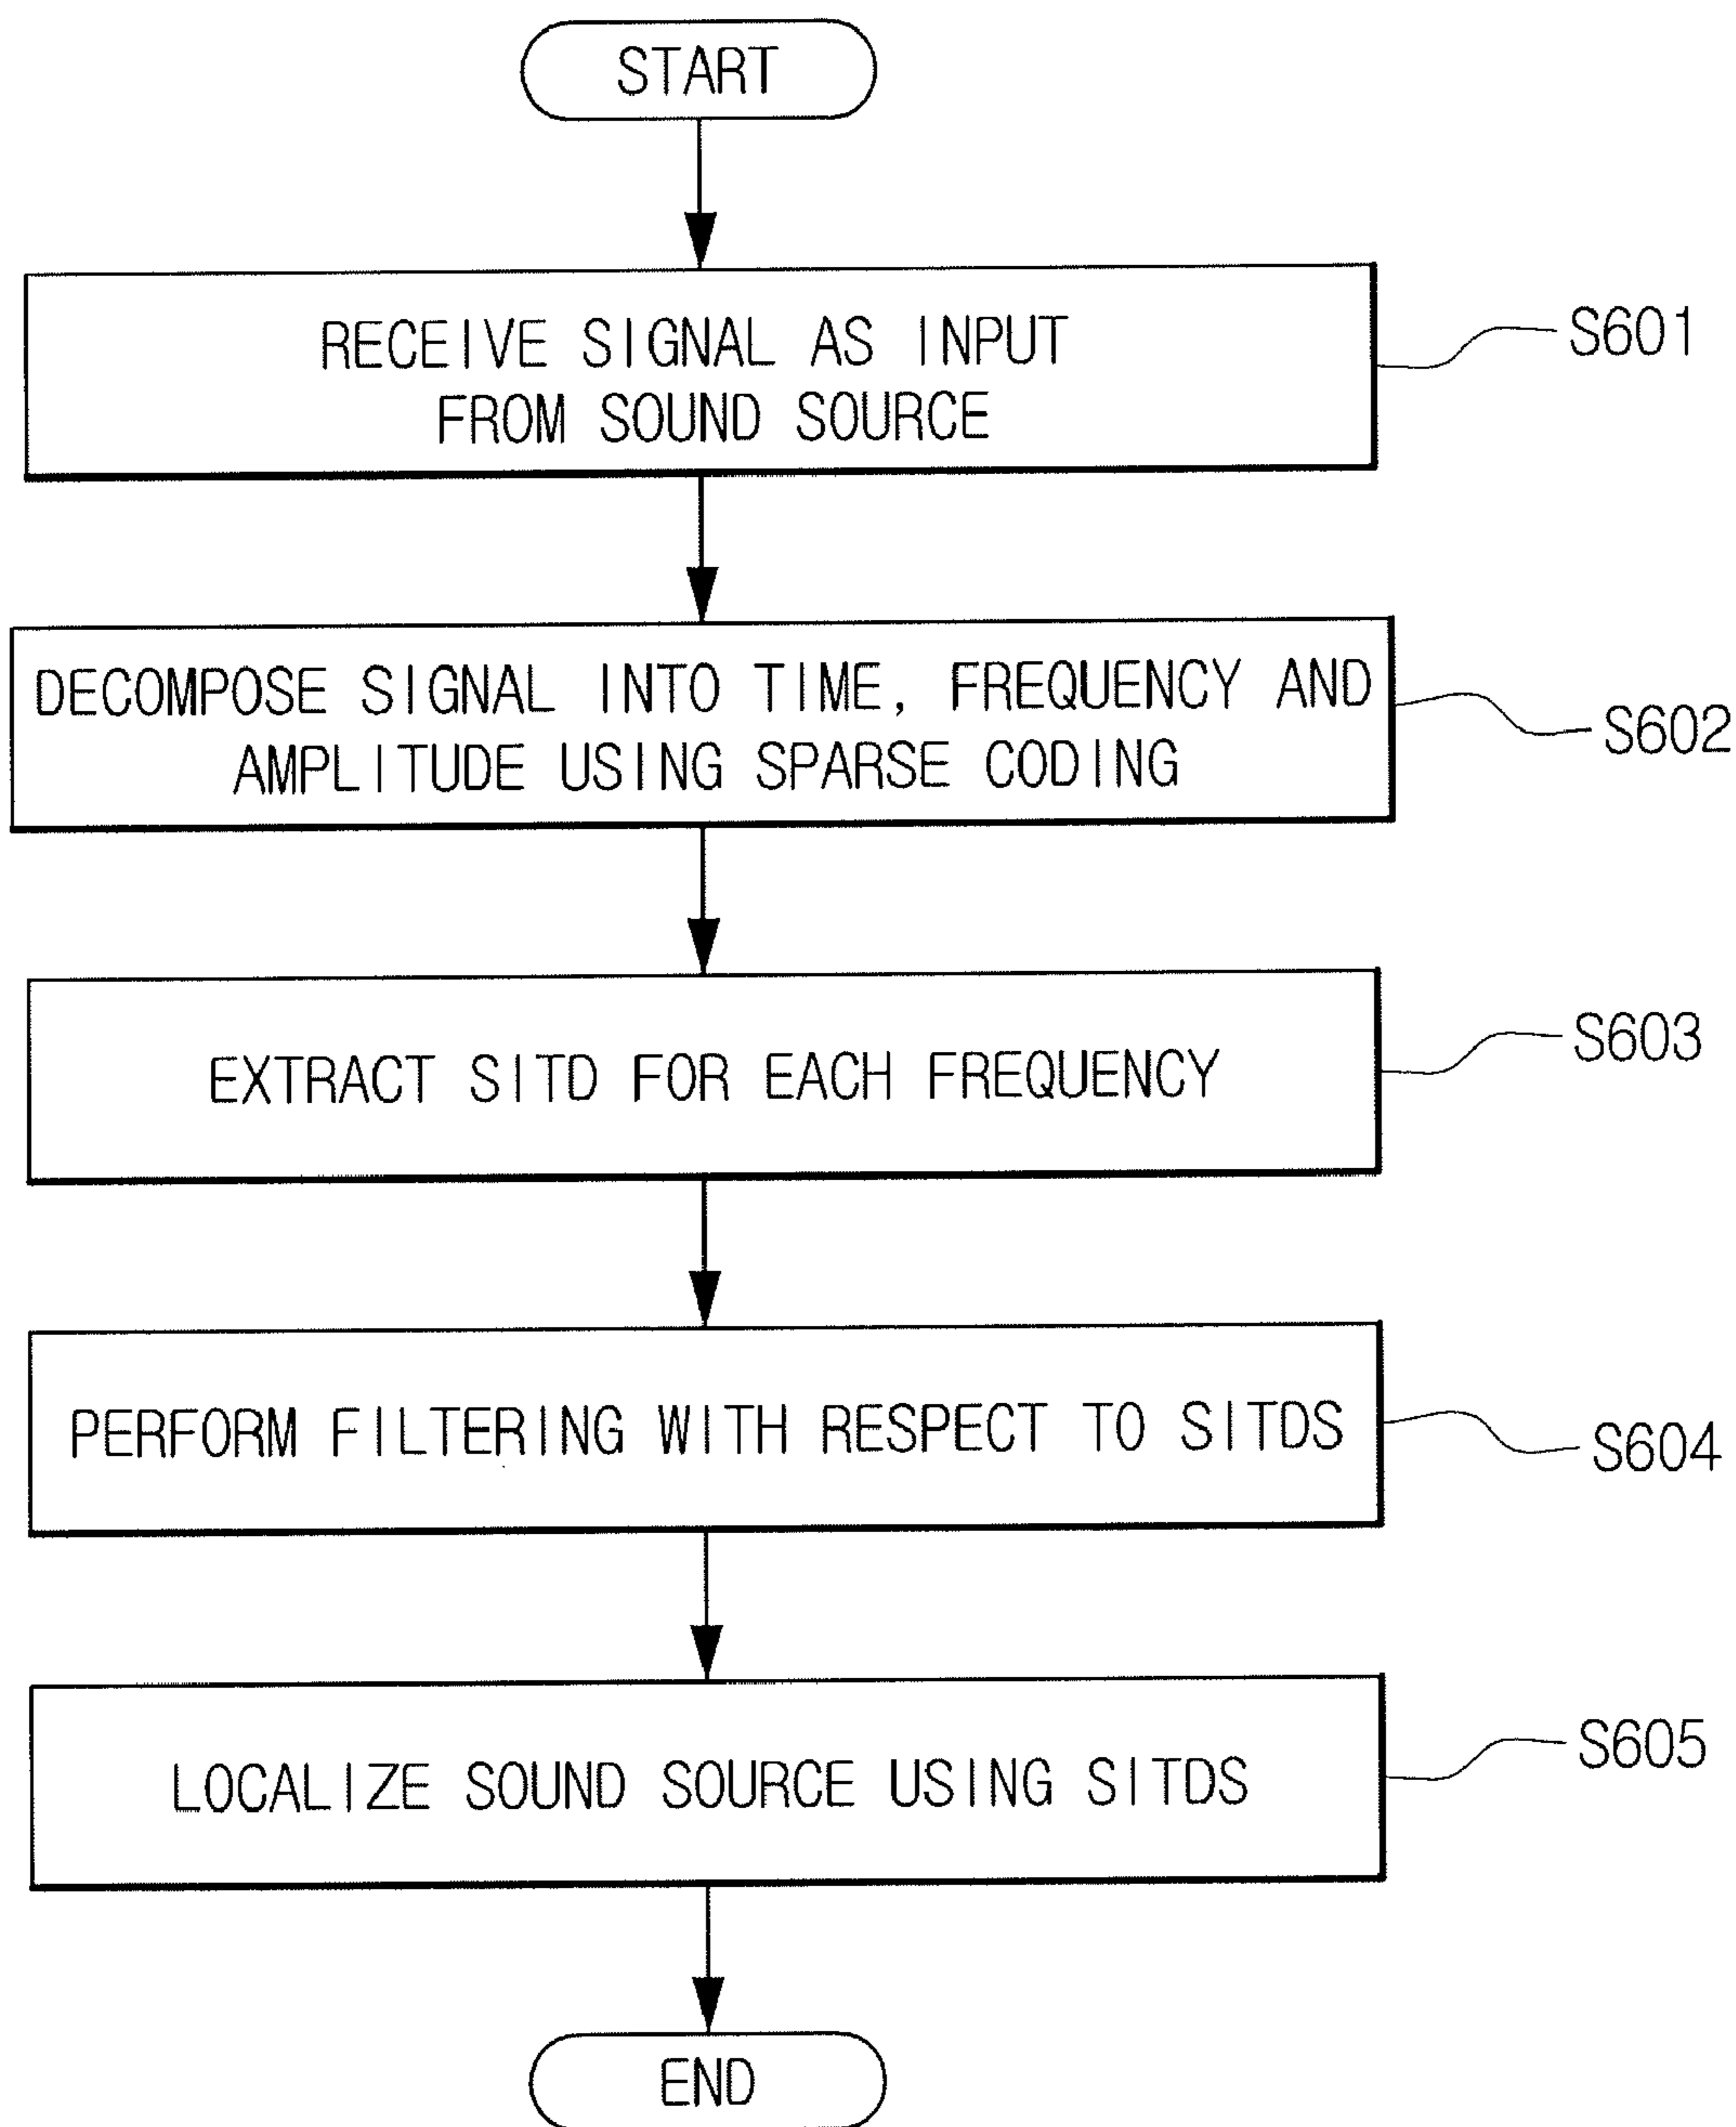 START
RECEIVE SIGNAL AS INPUT
FROM SOUND SOURCE
S601
DECOMPOSE SIGNAL INTO TIME, FREQUENCY AND
AMPLITUDE USING SPARSE CODING
S602
EXTRACT SITD FOR EACH FREQUENCY
S603
PERFORM FILTERING WITH RESPECT TO SITDS
S604
LOCALIZE SOUND SOURCE USING SITDS
S605
END